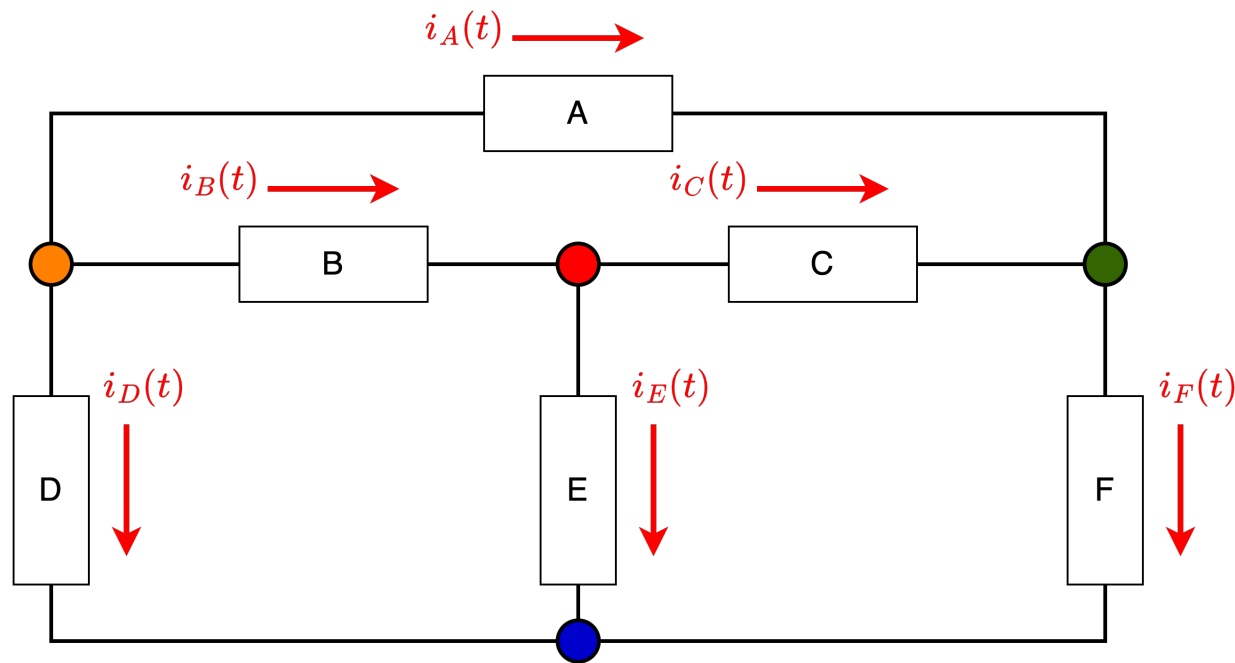 i_A(t)
A
i_B(t)
i_C(t)
B
C
i_D(t)
i_E(t)
i_F(t)
D
E
F